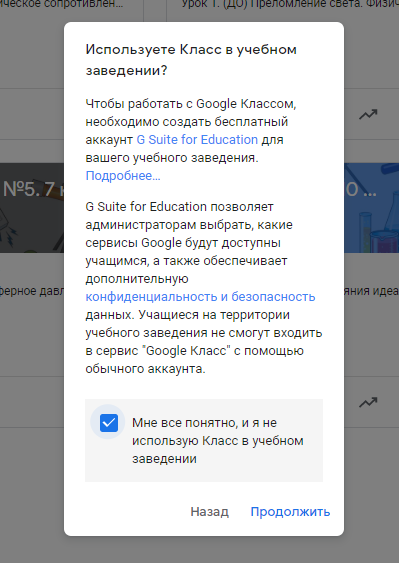 ическое сопротивлен...
Урок 1. (ДО) Преломление света. Физич
Используете Класс в учебном
заведении?
Чтобы работать с Google Классом,
необходимо создать бесплатный
аккаунт G Suite for Education для
вашего учебного заведения.
Подробнее…
№5. 7 к
О ...
G Suite for Education позволяет
администраторам выбрать, какие
сервисы Google будут доступны
учащимся, а также обеспечивает
дополнительную
конфиденциальность и безопасность
данных. Учащиеся на территории
учебного заведения не смогут входить
в сервис "Google Класс" с помощью
обычного аккаунта.
ферное давл
яния идеа
Мне все понятно, и я не
использую Класс в учебном
заведении
Назад Продолжить